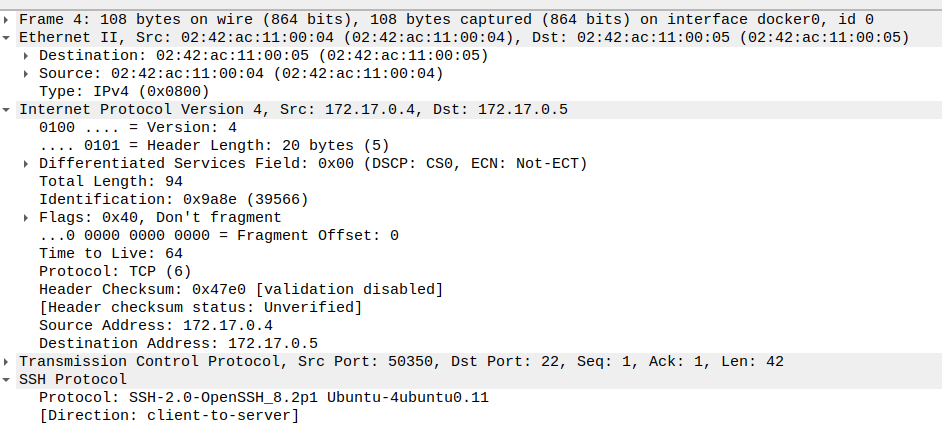 Frame 4: 108 bytes on wire (864 bits), 108 bytes captured (864 bits) on interface docker0, id 0
Ethernet II, Src: 02:42:ac:11:00:04 (02:42:ac:11:00:04), Dst: 02:42:ac:11:00:05 (02:42:ac:11:00:05)
Destination: 02:42:ac:11:00:05 (02:42:ac:11:00:05)
Source: 02:42:ac:11:00:04 (02:42:ac:11:00:04)
Type: IPv4 (0x0800)
Internet Protocol Version 4, Src: 172.17.0.4, Dst: 172.17.0.5
0100 .... = Version: 4
.... 0101 = Header Length: 20 bytes (5)
Differentiated Services Field: 0x00 (DSCP: CS0, ECN: Not-ECT)
Total Length: 94
Identification: 0x9a8e (39566)
Flags: 0x40, Don't fragment
...0 0000 0000 0000 = Fragment Offset: 0
Time to Live: 64
Protocol: TCP (6)
Header Checksum: 0x47e0 [validation disabled]
[Header checksum status: Unverified]
Source Address: 172.17.0.4
Destination Address: 172.17.0.5
Transmission Control Protocol, Src Port: 50350, Dst Port: 22, Seq: 1, Ack: 1, Len: 42
SSH Protocol
Protocol: SSH-2.0-OpenSSH_8.2p1 Ubuntu-4ubuntu0.11
[Direction: client-to-server]